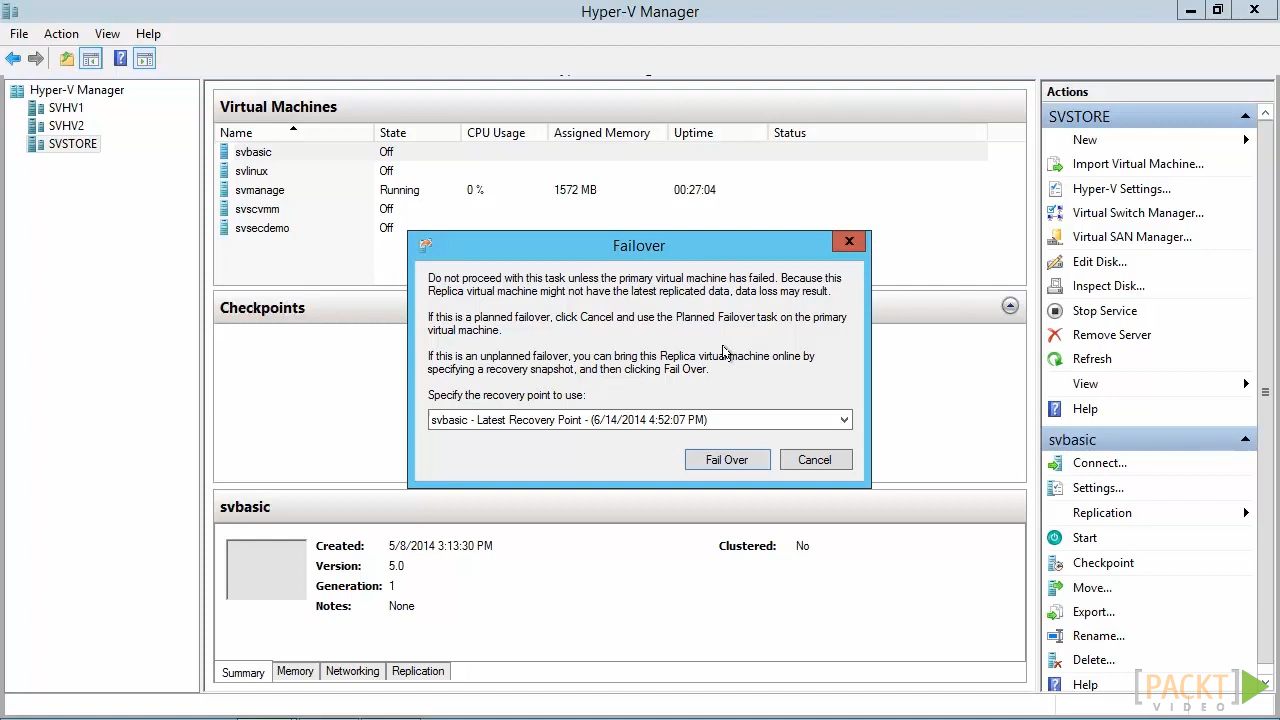 Hyper-V Manager
File Action View Help
Hyper-V Manager
SVHV1
SVHV2
SVSTORE
Virtual Machines
Name State CPU Usage Assigned Memory Uptime Status
svbasic Off
svlinux Off
svmanage Running 0 % 1572 MB 00:27:04
svscvmm Off
svsecdemo Off
Failover
Do not proceed with this task unless the primary virtual machine has failed. Because this
Replica virtual machine might not have the latest replicated data, data loss may result.
If this is a planned failover, click Cancel and use the Planned Failover task on the primary
virtual machine.
If this is an unplanned failover, you can bring this Replica virtual machine online by
specifying a recovery snapshot, and then clicking Fail Over.
Specify the recovery point to use:
svbasic - Latest Recovery Point - (6/14/2014 4:52:07 PM)
Fail Over Cancel
Checkpoints
svbasic
Created: 5/8/2014 3:13:30 PM Clustered: No
Version: 5.0
Generation: 1
Notes: None
Summary Memory Networking Replication
Actions
SVSTORE
New
Import Virtual Machine...
Hyper-V Settings...
Virtual Switch Manager...
Virtual SAN Manager...
Edit Disk...
Inspect Disk...
Stop Service
Remove Server
Refresh
View
Help
svbasic
Connect...
Settings...
Replication
Start
Checkpoint
Move...
Export...
Rename...
Delete...
Help
[PACKT]
VIDEO